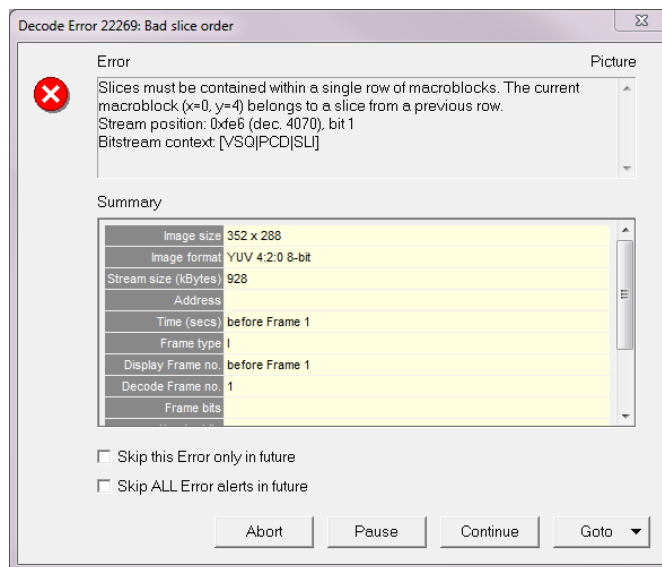 Decode Error 22269: Bad slice order
Error Picture
Slices must be contained within a single row of macroblocks. The current
macroblock (x=0, y=4) belongs to a slice from a previous row.
Stream position: 0xfe6 (dec. 4070), bit 1
Bitstream context: [VSQ|PCD|SLI]
Summary
Image size 352 x 288
Image format YUV 4:2:0 8-bit
Stream size (kBytes) 928
Address
Time (secs) before Frame 1
Frame type I
Display Frame no. before Frame 1
Decode Frame no. 1
Frame bits
Skip this Error only in future
Skip ALL Error alerts in future
Abort Pause Continue Goto